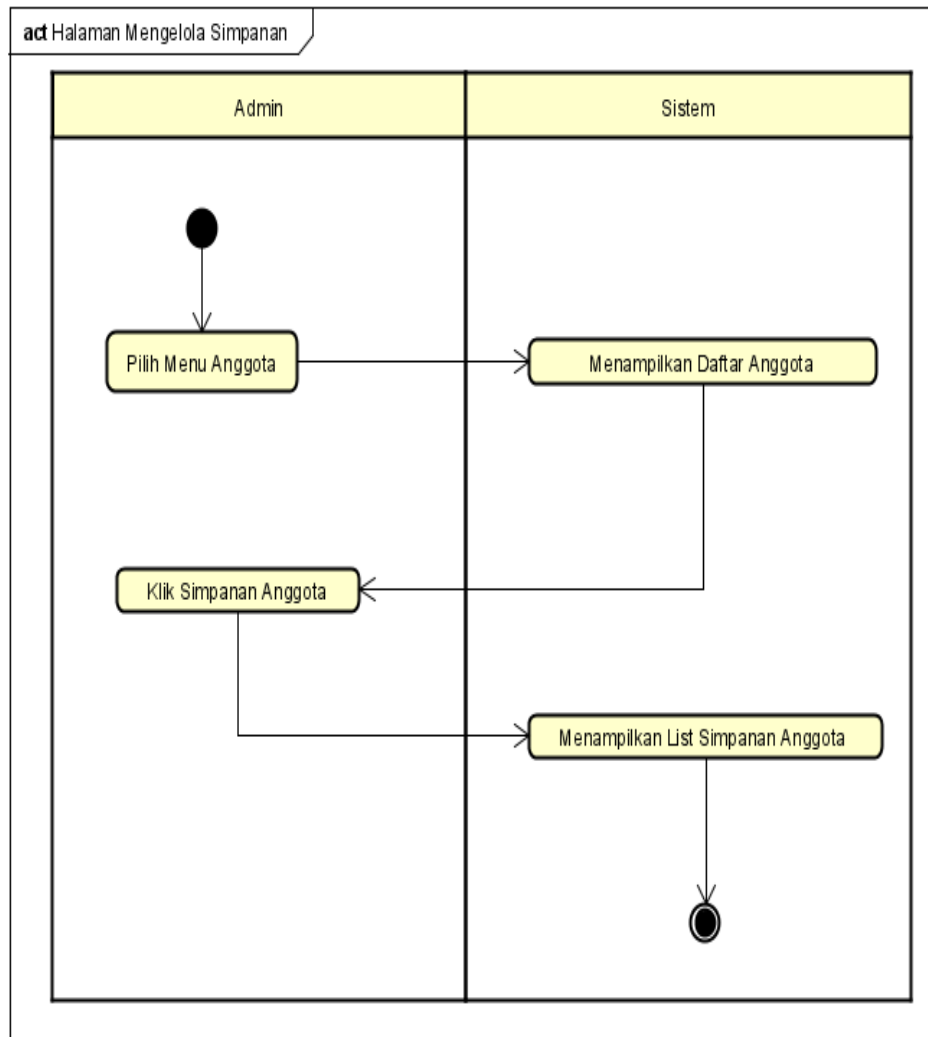 act Halaman Mengelola Simpanan
Admin
Sistem
Pilih Menu Anggota
Menampilkan Daftar Anggota
Klik Simpanan Anggota
Menampilkan List Simpanan Anggota